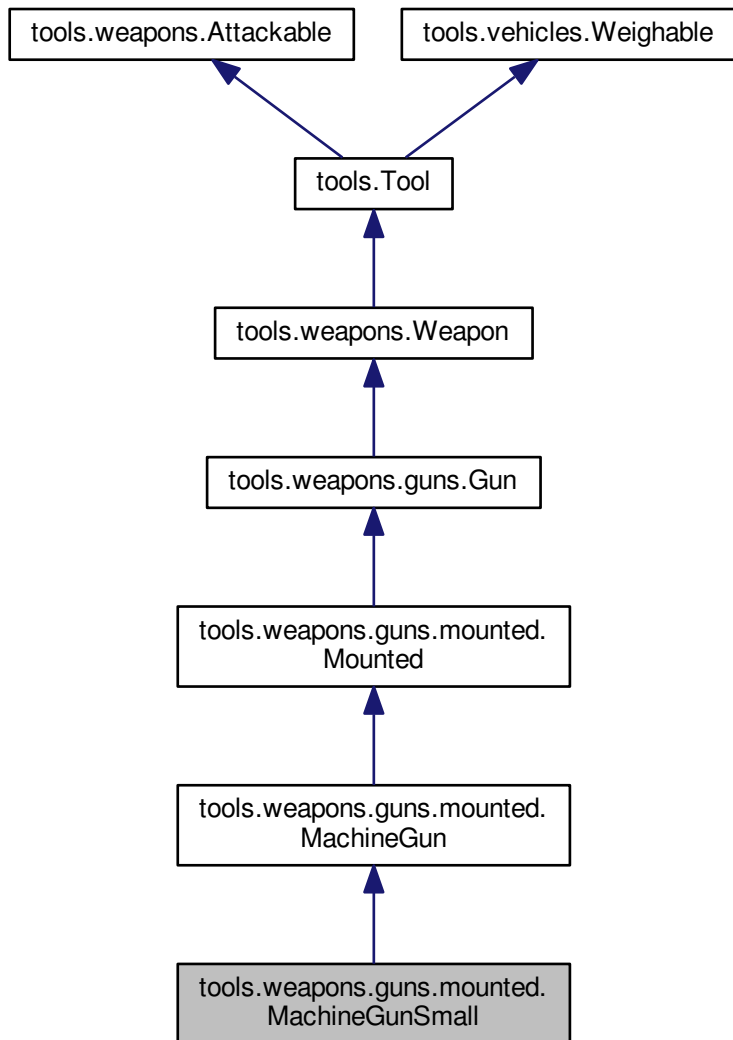 tools.weapons.Attackable
tools.vehicles.Weighable
tools.Tool
tools.weapons.Weapon
tools.weapons.guns.Gun
tools.weapons.guns.mounted.
Mounted
tools.weapons.guns.mounted.
MachineGun
tools.weapons.guns.mounted.
MachineGunSmall